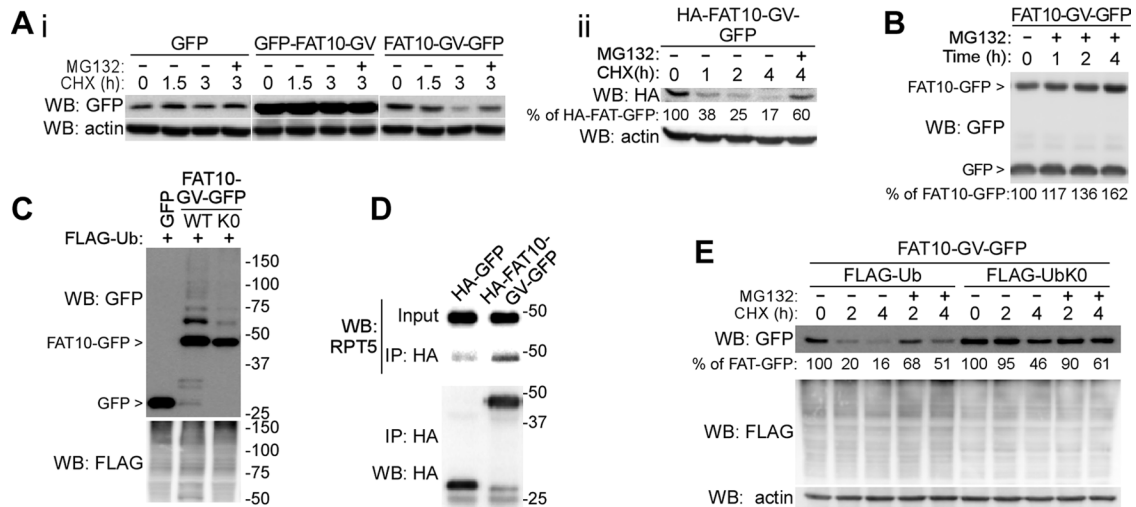 A i
GFP GFP-FAT10-GV FAT10-GV-GFP
MG132: – – – + – – – + – – – +
CHX (h) 0 1.5 3 3 0 1.5 3 3 0 1.5 3 3
WB: GFP
WB: actin
ii HA-FAT10-GV-
GFP
MG132: – – – – +
CHX(h): 0 1 2 4 4
WB: HA
% of HA-FAT-GFP: 100 38 25 17 60
WB: actin
B FAT10-GV-GFP
MG132: – + + +
Time (h) 0 1 2 4
FAT10-GFP >
WB: GFP
GFP >
% of FAT10-GFP: 100 117 136 162
C
GFP
FAT10-
GV-GFP
WT K0
FLAG-Ub: + + +
-150
-100
WB: GFP
-75
FAT10-GFP > -50
-37
GFP >
-25
-150
-100
WB: FLAG -75
-50
D
HA-GFP
HA-FAT10-
GV-GFP
WB:
RPT5
Input -50
IP: HA -50
-50
-37
IP: HA
WB: HA
-25
E
FAT10-GV-GFP
FLAG-Ub FLAG-UbK0
MG132: – – – + + – – – + +
CHX (h) 0 2 4 2 4 0 2 4 2 4
WB: GFP
% of FAT-GFP: 100 20 16 68 51 100 95 46 90 61
WB: FLAG
WB: actin